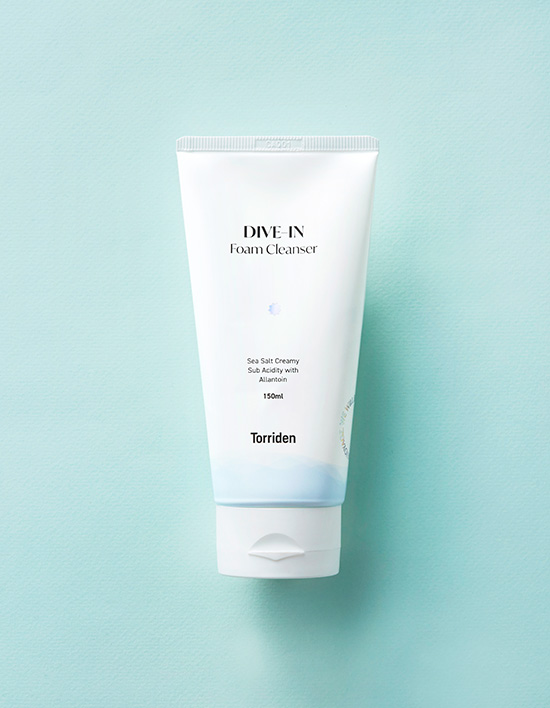 DIVE-IN
Foam Cleanser
Sea Salt Creamy
Sub Acidity with
Allantoin
150ml
Torriden